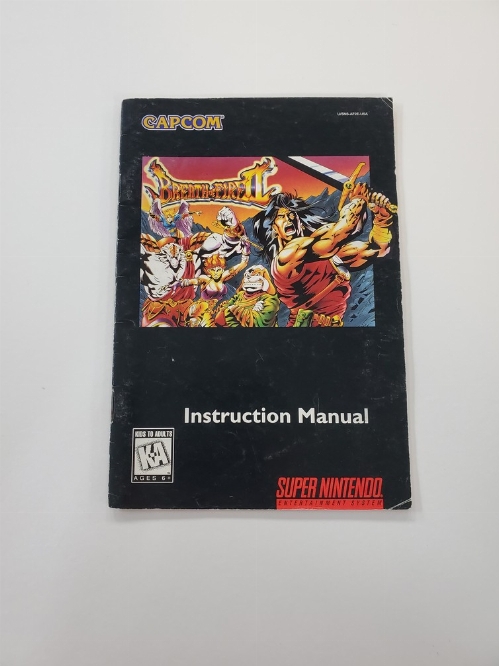 CAPCOM
BREATH OF FIRE II
Instruction Manual
KIDS TO ADULTS
K-A
AGES 6+
SUPER NINTENDO
ENTERTAINMENT SYSTEM